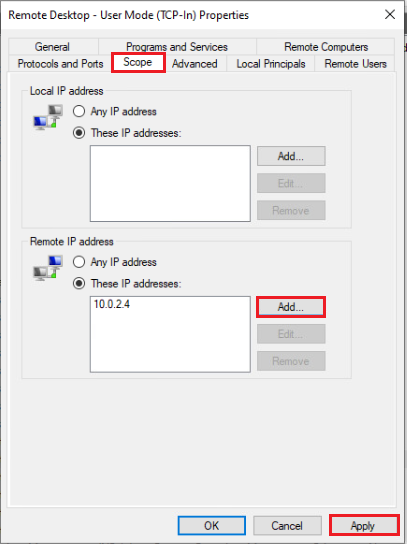 Remote Desktop - User Mode (TCP-In) Properties
General Programs and Services Remote Computers
Protocols and Ports Scope Advanced Local Principals Remote Users
Local IP address
Any IP address
These IP addresses:
Add...
Edit...
Remove
Remote IP address
Any IP address
These IP addresses:
10.0.2.4
Add...
Edit...
Remove
OK Cancel Apply